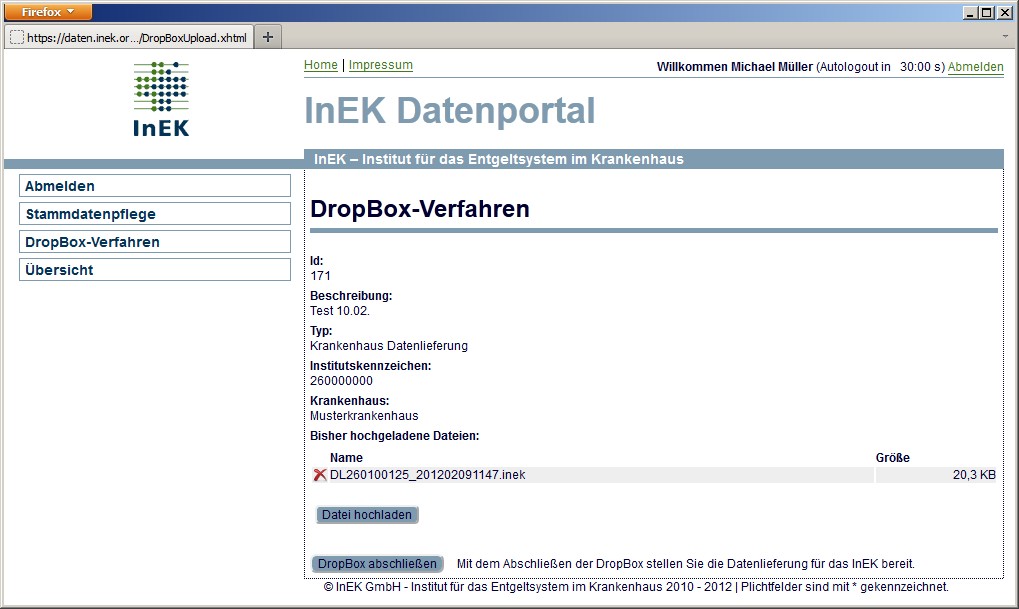 Firefox
https://daten.inek.or.../DropBoxUpload.xhtml
InEK
Home | Impressum
Willkommen Michael Müller (Autologout in 30:00 s) Abmelden
InEK Datenportal
InEK – Institut für das Entgeltsystem im Krankenhaus
Abmelden
Stammdatenpflege
DropBox-Verfahren
Übersicht
DropBox-Verfahren
Id:
171
Beschreibung:
Test 10.02.
Typ:
Krankenhaus Datenlieferung
Institutskennzeichen:
260000000
Krankenhaus:
Musterkrankenhaus
Bisher hochgeladene Dateien:
Name Größe
DL260100125_201202091147.inek 20,3 KB
Datei hochladen
DropBox abschließen Mit dem Abschließen der DropBox stellen Sie die Datenlieferung für das InEK bereit.
© InEK GmbH - Institut für das Entgeltsystem im Krankenhaus 2010 - 2012 | Plichtfelder sind mit * gekennzeichnet.